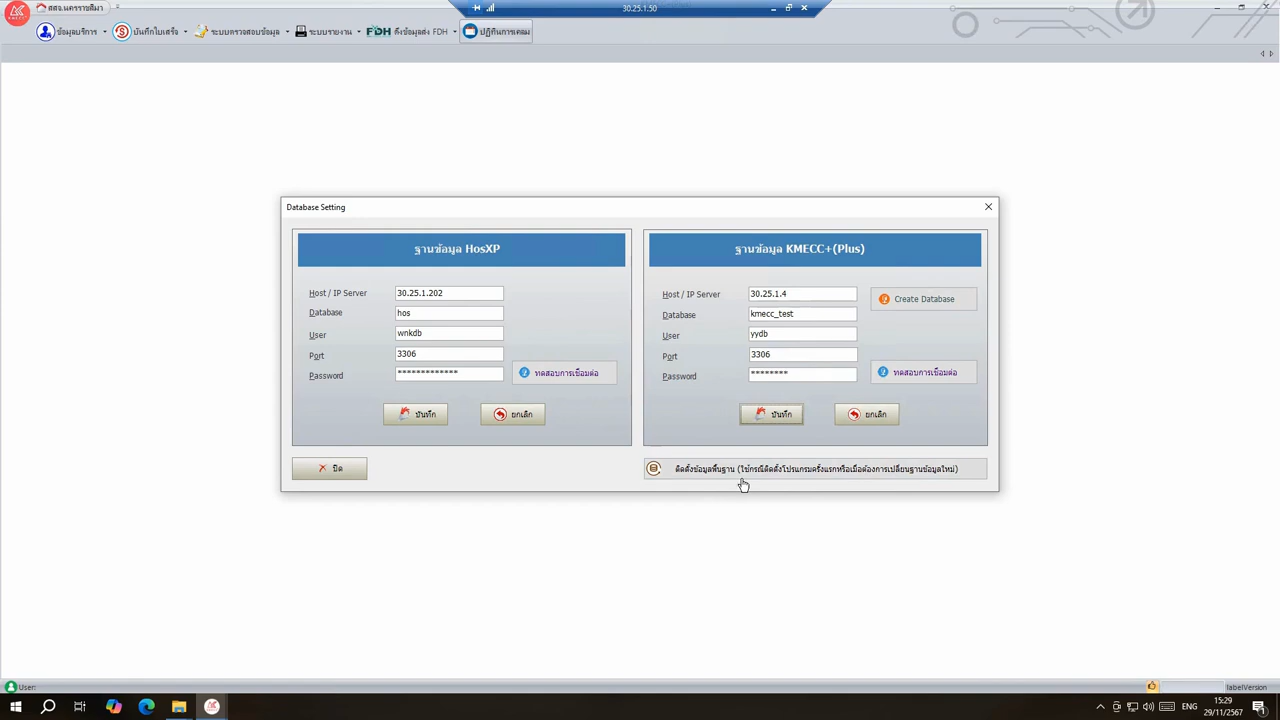 30.25.1.50
สสจ.นครราชสีมา
ข้อมูลบริการ
บันทึกใบเสร็จ
ระบบตรวจสอบข้อมูล
ระบบรายงาน
FDH ดึงข้อมูลส่ง FDH
ปฏิทินการเคลม
Database Setting
ฐานข้อมูล HosXP
Host / IP Server 30.25.1.202
Database hos
User wnkdb
Port 3306
Password *************
ทดสอบการเชื่อมต่อ
บันทึก
ยกเลิก
ฐานข้อมูล KMECC+(Plus)
Host / IP Server 30.25.1.4
Create Database
Database kmecc_test
User yydb
Port 3306
Password ********
ทดสอบการเชื่อมต่อ
บันทึก
ยกเลิก
ปิด
ติดตั้งข้อมูลพื้นฐาน (ใช้กรณีติดตั้งโปรแกรมครั้งแรกหรือเมื่อต้องการเปลี่ยนฐานข้อมูลใหม่)
User:
labelVersion
ENG
15:29
29/11/2567